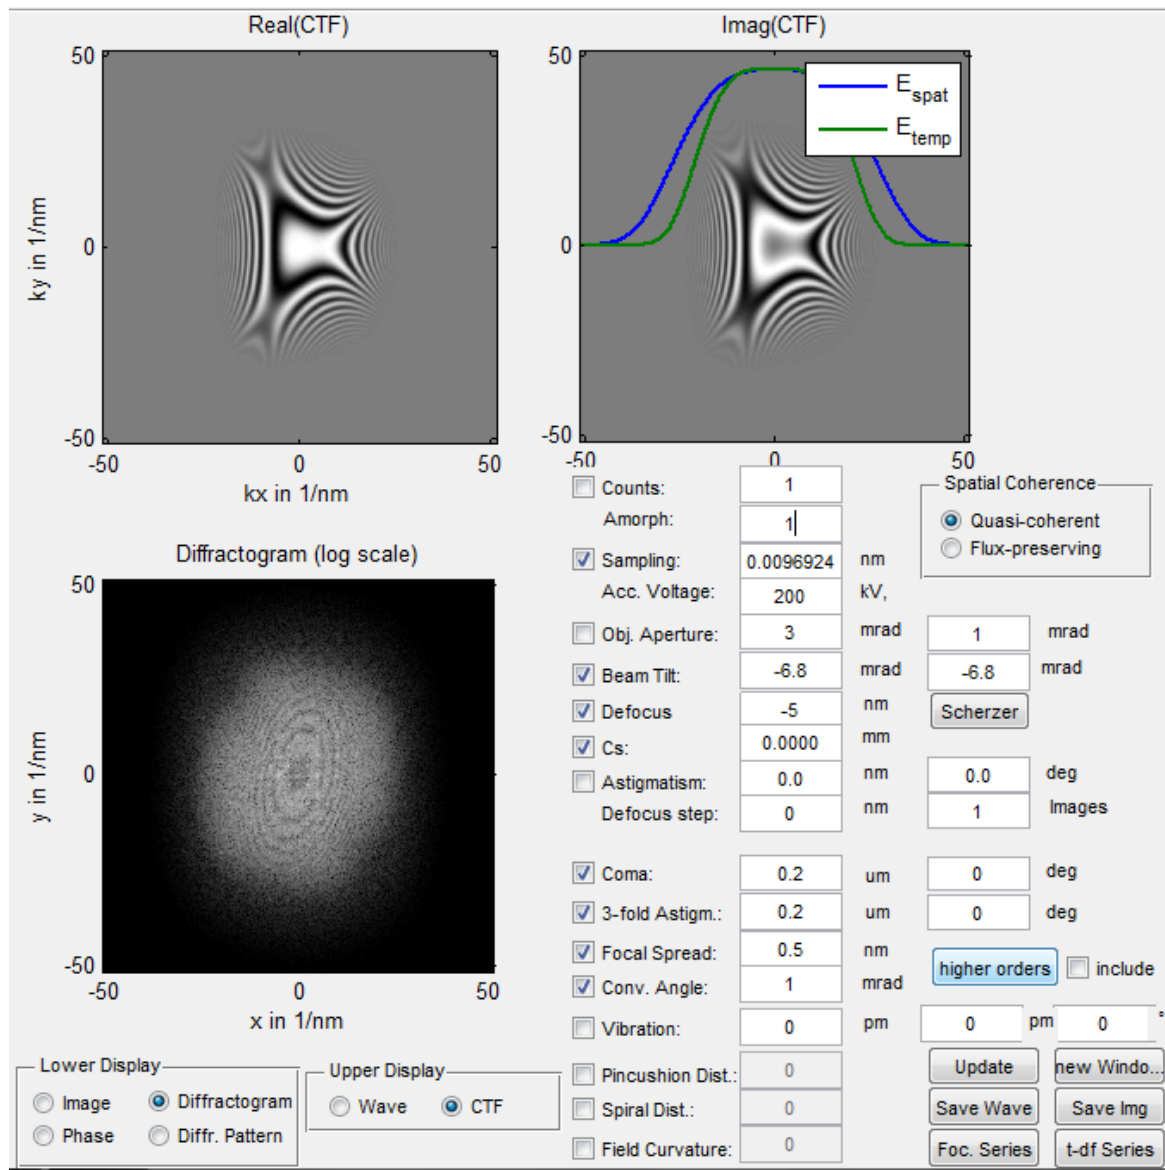 Real(CTF)
Imag(CTF)
50
0
-50
ky in 1/nm
-50 0 50
kx in 1/nm
50
0
-50
-50 0 50
E_spat
E_temp
Diffractogram (log scale)
50
0
-50
y in 1/nm
-50 0 50
x in 1/nm
Counts: 1
Amorph: 1
Sampling: 0.0096924 nm
Acc. Voltage: 200 kV,
Obj. Aperture: 3 mrad 1 mrad
Beam Tilt: -6.8 mrad -6.8 mrad
Defocus -5 nm Scherzer
Cs: 0.0000 mm
Astigmatism: 0.0 nm 0.0 deg
Defocus step: 0 nm 1 Images
Coma: 0.2 um 0 deg
3-fold Astigm.: 0.2 um 0 deg
Focal Spread: 0.5 nm
higher orders include
Conv. Angle: 1 mrad
Vibration: 0 pm 0 pm 0 °
Pincushion Dist.: 0
Spiral Dist.: 0
Field Curvature: 0
Spatial Coherence
Quasi-coherent
Flux-preserving
Update new Windo...
Save Wave Save Img
Foc. Series t-df Series
Lower Display
Image Diffractogram
Phase Diffr. Pattern
Upper Display
Wave CTF